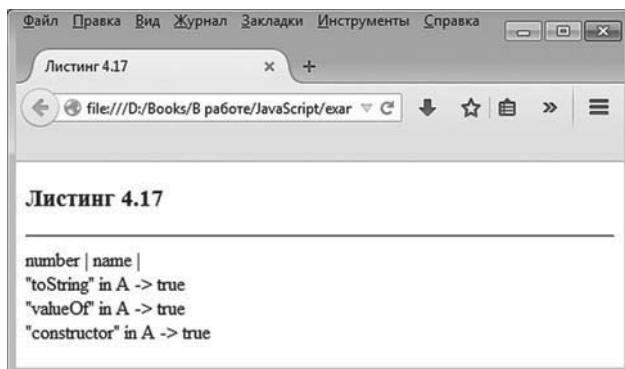 Файл Правка Вид Журнал Закладки Инструменты Справка
Листинг 4.17
file:///D:/Books/В работе/JavaScript/exar
Листинг 4.17
number | name |
"toString" in A -> true
"valueOf" in A -> true
"constructor" in A -> true